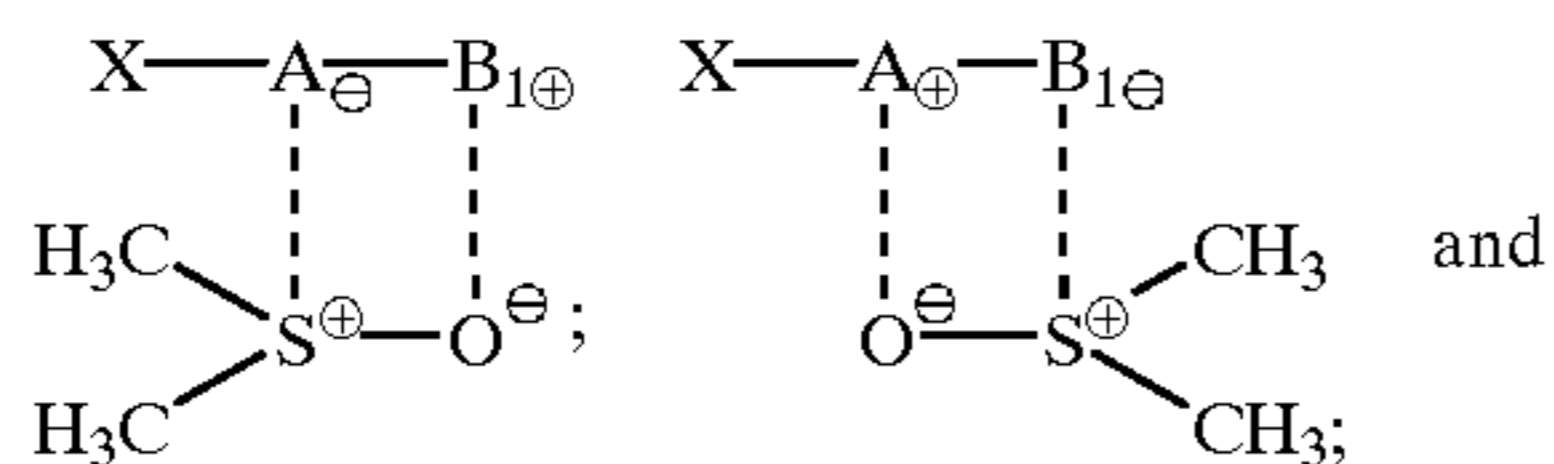 X—A⊖—B1⊕ X—A⊕—B1⊖
H3C CH3 and
S⊕—O⊖; O⊖—S⊕
H3C CH3;